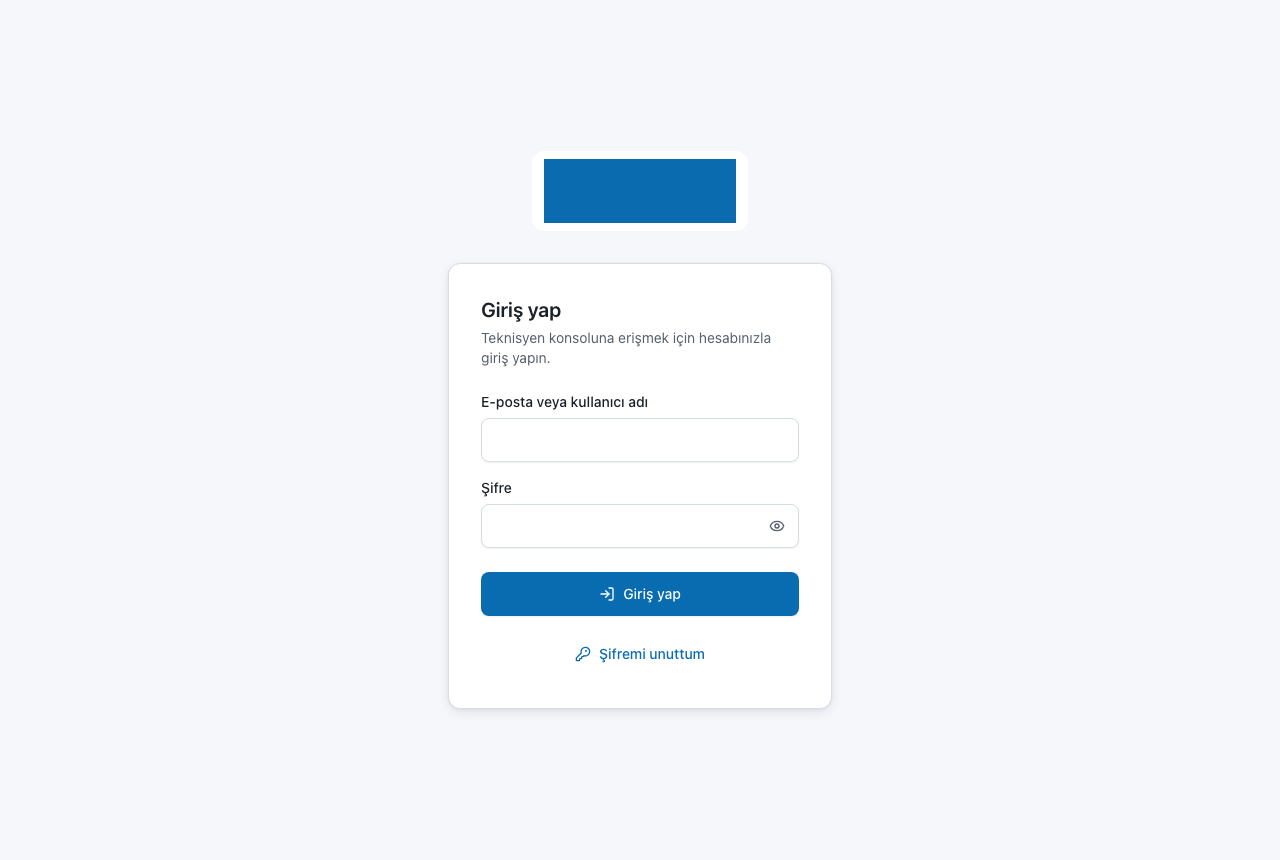 Giriş yap
Teknisyen konsoluna erişmek için hesabınızla
giriş yapın.
E-posta veya kullanıcı adı
Şifre
Giriş yap
Şifremi unuttum